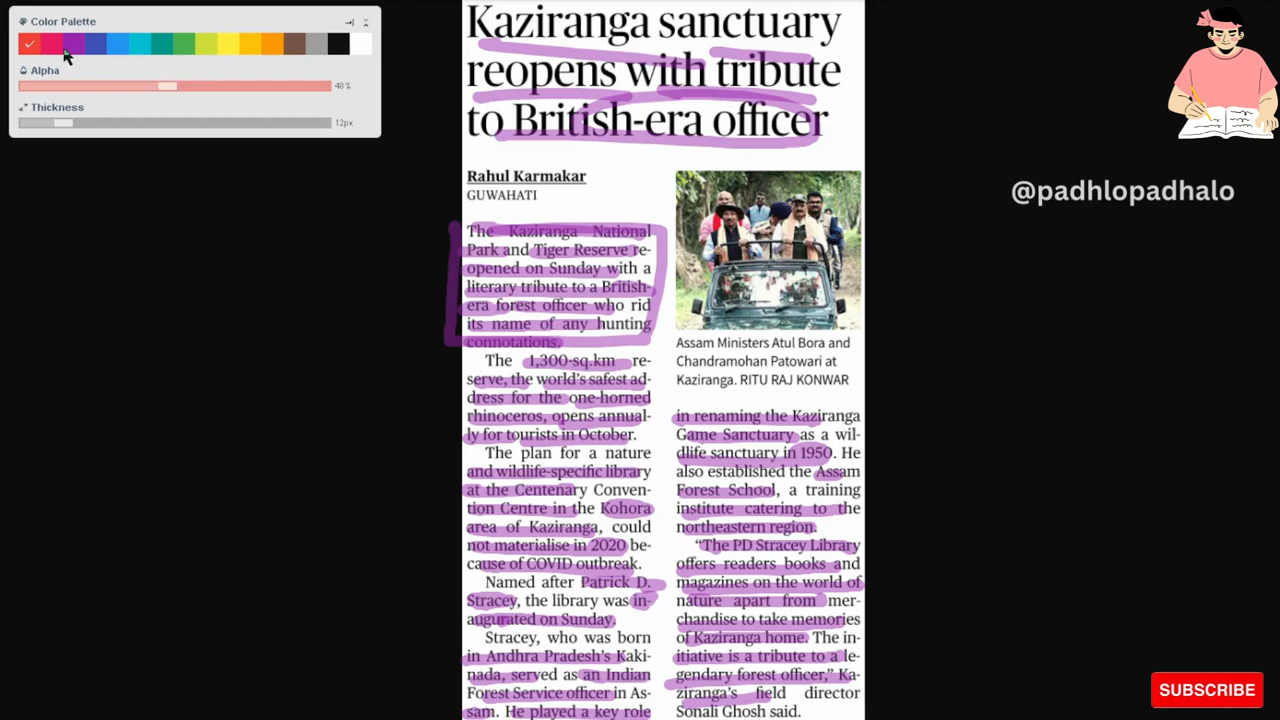 Color Palette
Alpha
48%
Thickness
12px
Kaziranga sanctuary
reopens with tribute
to British-era officer
Rahul Karmakar
GUWAHATI
The Kaziranga National
Park and Tiger Reserve re-
opened on Sunday with a
literary tribute to a British-
era forest officer who rid
its name of any hunting
connotations.
The 1,300-sq.km re-
serve, the world's safest ad-
dress for the one-horned
rhinoceros, opens annual-
ly for tourists in October.
The plan for a nature
and wildlife-specific library
at the Centenary Conven-
tion Centre in the Kohora
area of Kaziranga, could
not materialise in 2020 be-
cause of COVID outbreak.
Named after Patrick D.
Stracey, the library was in-
augurated on Sunday.
Stracey, who was born
in Andhra Pradesh's Kaki-
nada, served as an Indian
Forest Service officer in As-
sam. He played a key role
Assam Ministers Atul Bora and
Chandramohan Patowari at
Kaziranga. RITU RAJ KONWAR
in renaming the Kaziranga
Game Sanctuary as a wil-
dlife sanctuary in 1950. He
also established the Assam
Forest School, a training
institute catering to the
northeastern region.
"The PD Stracey Library
offers readers books and
magazines on the world of
nature apart from mer-
chandise to take memories
of Kaziranga home. The in-
itiative is a tribute to a le-
gendary forest officer," Ka-
ziranga's field director
Sonali Ghosh said.
@padhlopadhalo
SUBSCRIBE